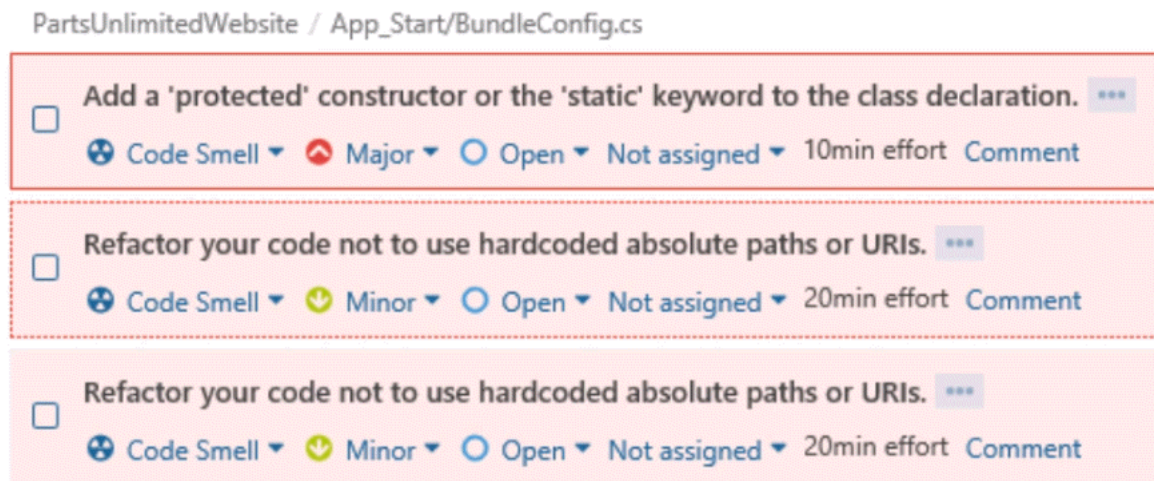 PartsUnlimitedWebsite / App_Start/BundleConfig.cs
Add a 'protected' constructor or the 'static' keyword to the class declaration. •••
Code Smell Major Open Not assigned 10min effort Comment
Refactor your code not to use hardcoded absolute paths or URIs. •••
Code Smell Minor Open Not assigned 20min effort Comment
Refactor your code not to use hardcoded absolute paths or URIs. •••
Code Smell Minor Open Not assigned 20min effort Comment